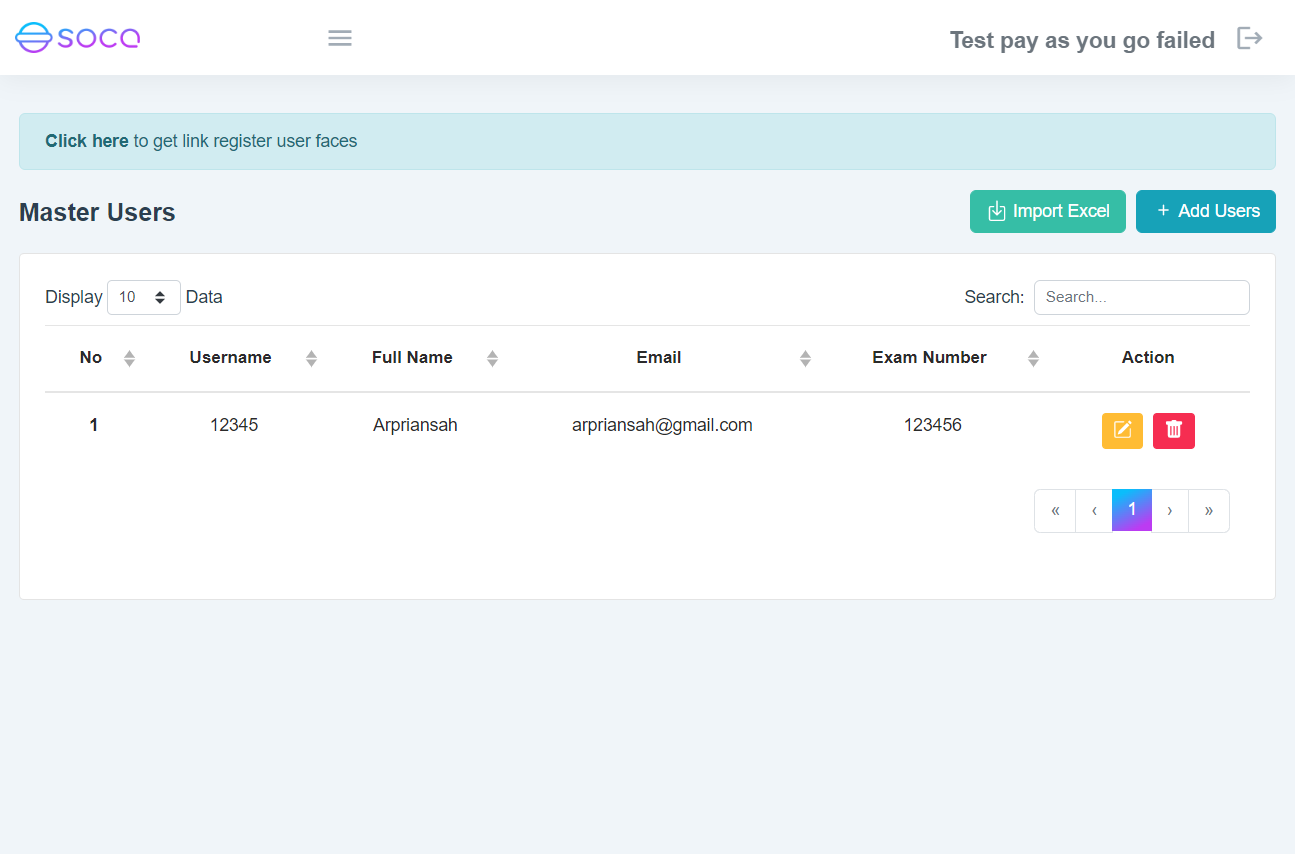 soca
Test pay as you go failed
Click here to get link register user faces
Master Users
Import Excel
+ Add Users
Display 10 Data
Search: Search...
No Username Full Name Email Exam Number Action
1 12345 Arpriansah arpriansah@gmail.com 123456
« ‹ 1 › »